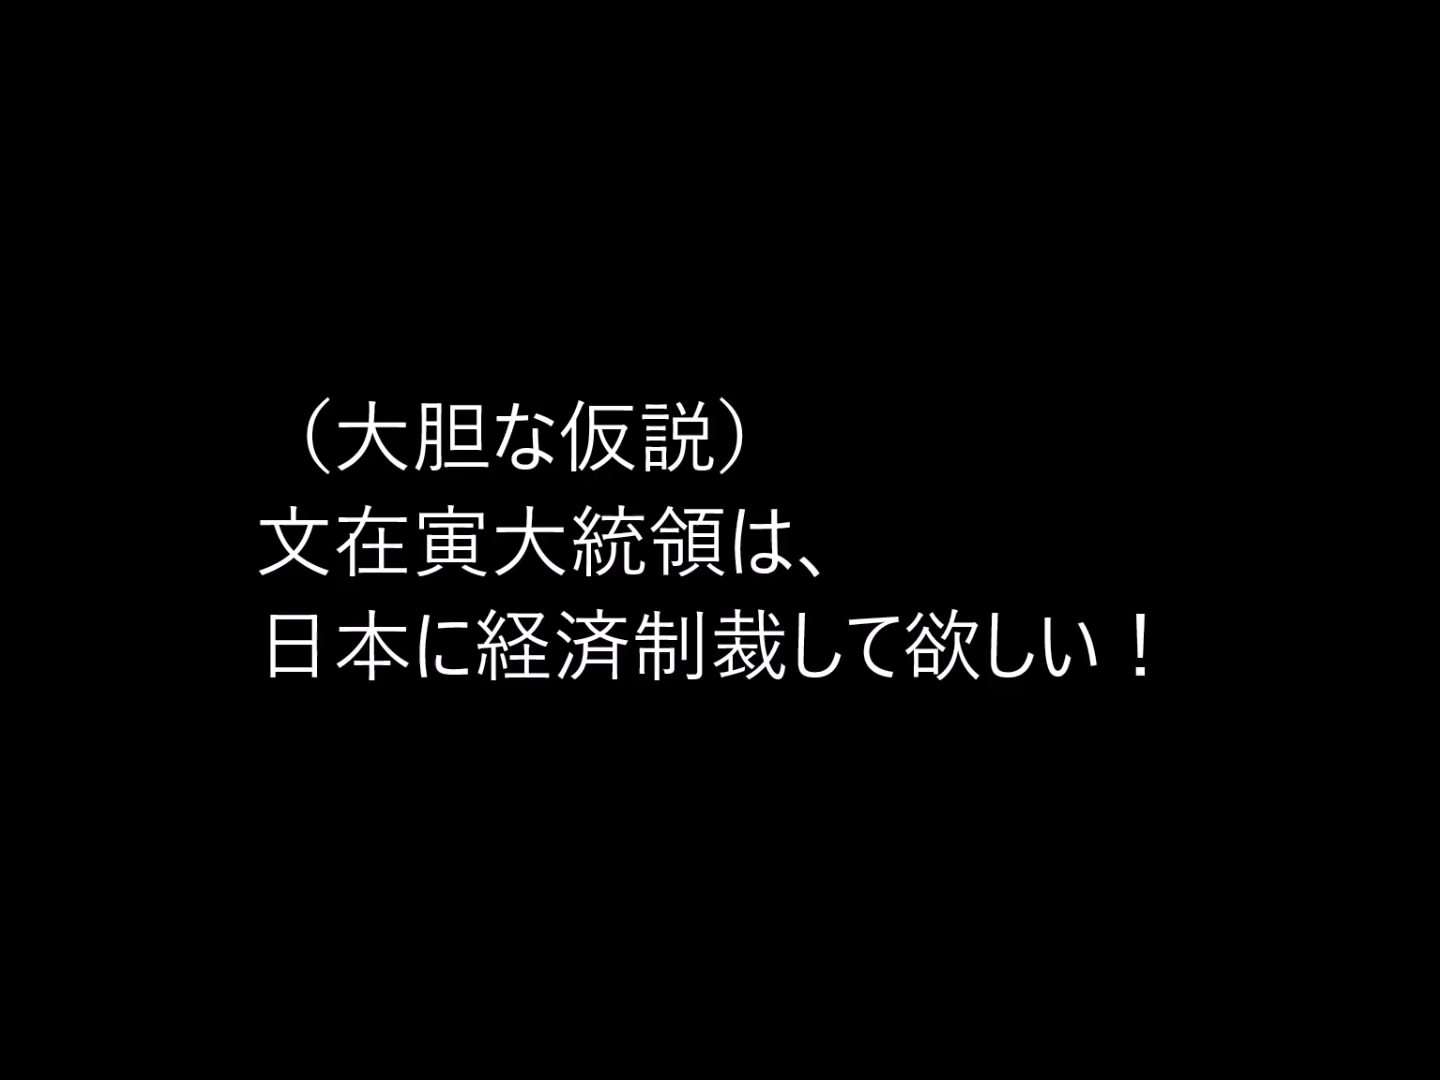 （大胆な仮説）
文在寅大統領は、
日本に経済制裁して欲しい！